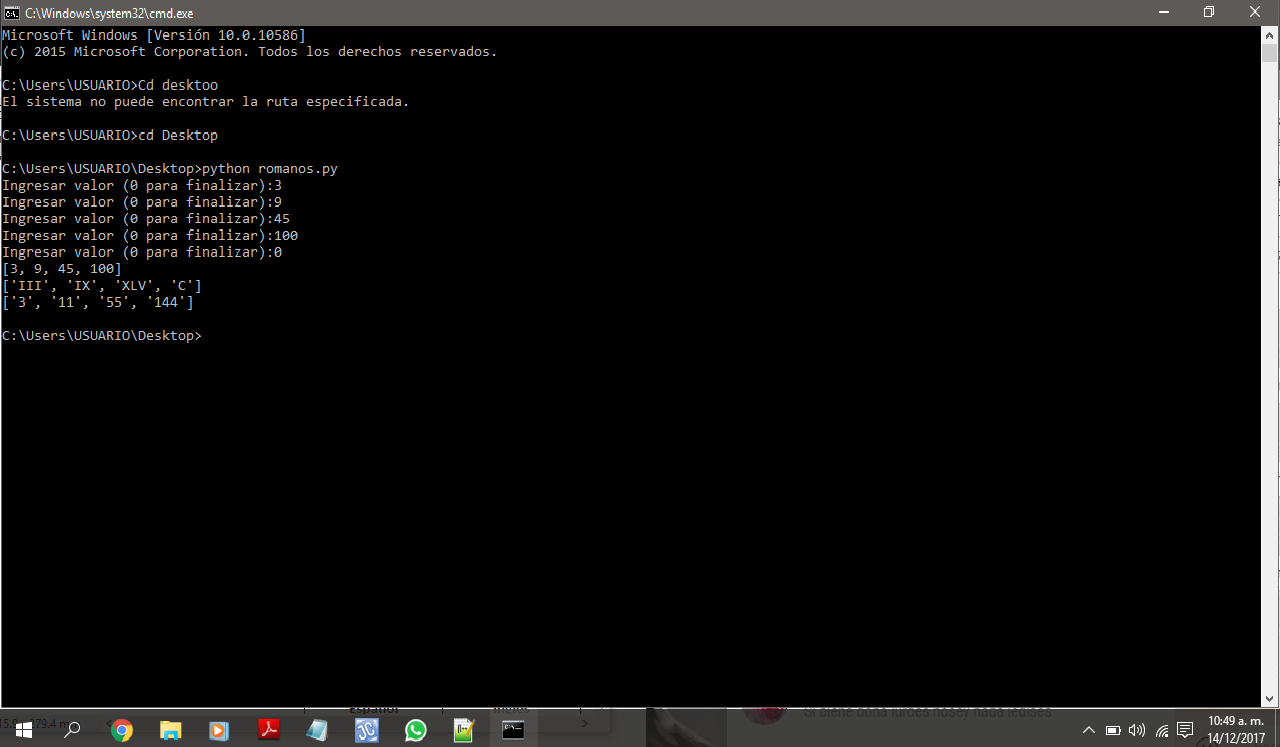 C:\Windows\system32\cmd.exe
Microsoft Windows [Versión 10.0.10586]
(c) 2015 Microsoft Corporation. Todos los derechos reservados.
C:\Users\USUARIO>Cd desktoo
El sistema no puede encontrar la ruta especificada.
C:\Users\USUARIO>cd Desktop
C:\Users\USUARIO\Desktop>python romanos.py
Ingresar valor (0 para finalizar):3
Ingresar valor (0 para finalizar):9
Ingresar valor (0 para finalizar):45
Ingresar valor (0 para finalizar):100
Ingresar valor (0 para finalizar):0
[3, 9, 45, 100]
['III', 'IX', 'XLV', 'C']
['3', '11', '55', '144']
C:\Users\USUARIO\Desktop>
10:49 a. m.
14/12/2017